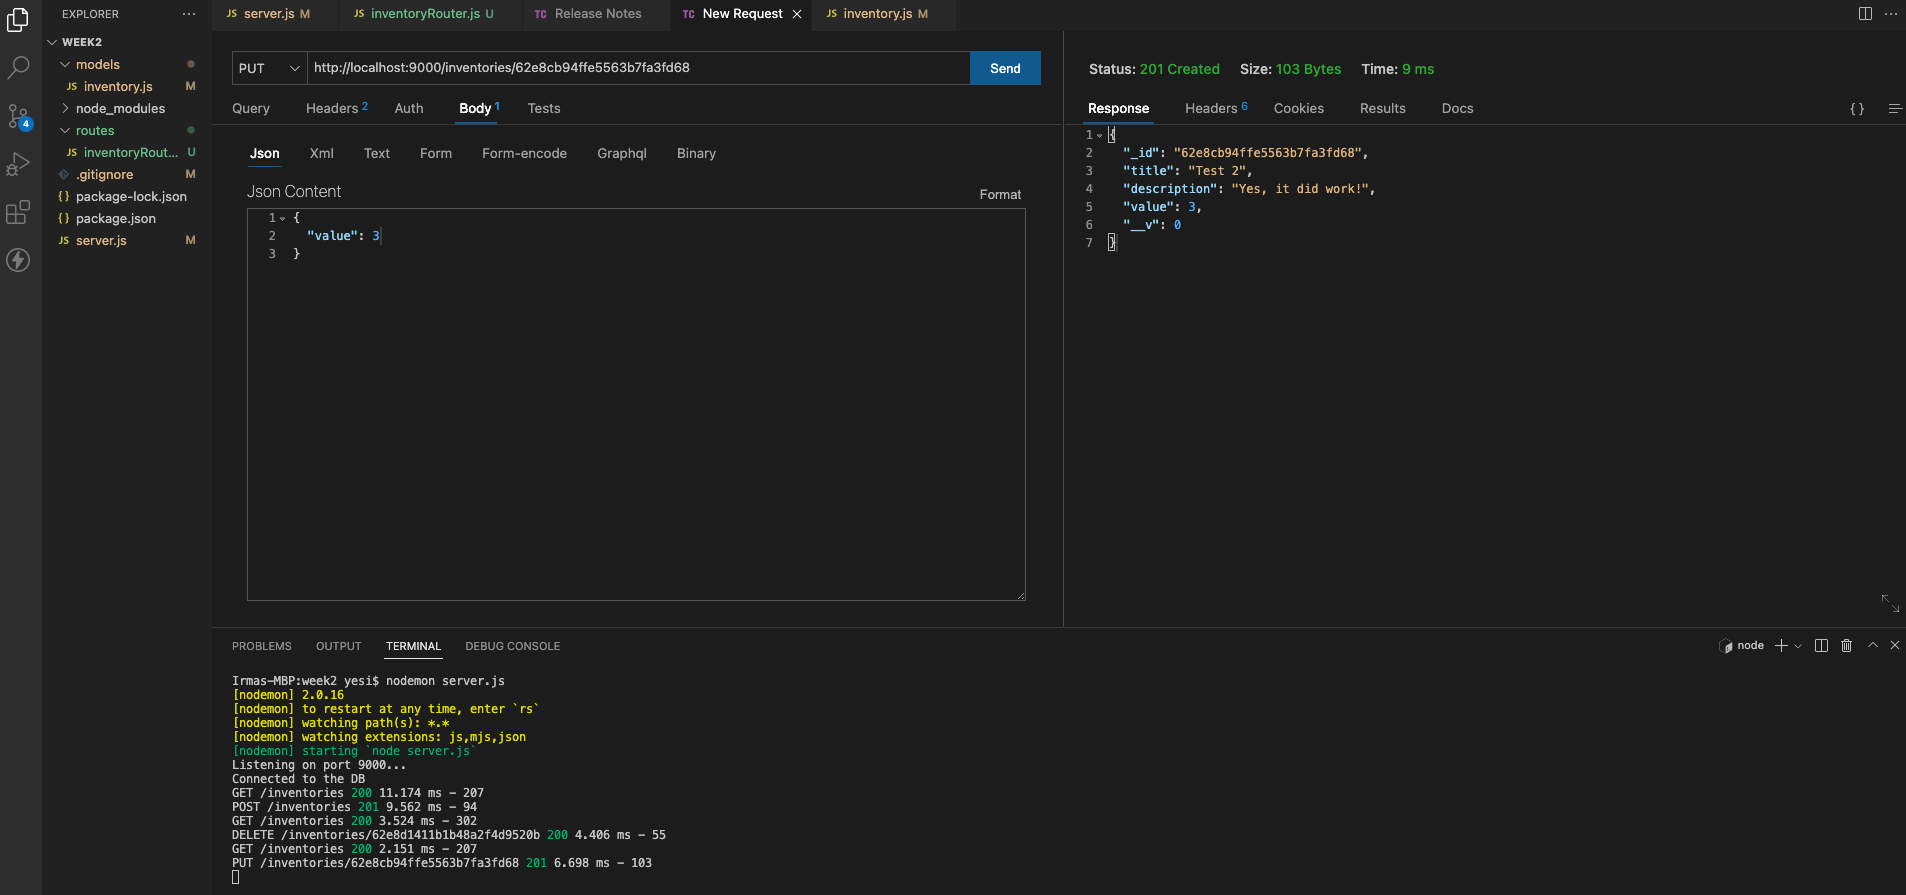 EXPLORER ···
WEEK2
models
JS inventory.js M
node_modules
routes
JS inventoryRout... U
.gitignore M
{} package-lock.json
{} package.json
JS server.js M
4
JS server.js M
JS inventoryRouter.js U
TC Release Notes
TC New Request
JS inventory.js M
PUT
http://localhost:9000/inventories/62e8cb94ffe5563b7fa3fd68
Send
Query Headers 2 Auth Body 1 Tests
Json Xml Text Form Form-encode Graphql Binary
Json Content
Format
1 {
2 "value": 3
3 }
Status: 201 Created Size: 103 Bytes Time: 9 ms
Response Headers 6 Cookies Results Docs { }
1 {
2 "_id": "62e8cb94ffe5563b7fa3fd68",
3 "title": "Test 2",
4 "description": "Yes, it did work!",
5 "value": 3,
6 "__v": 0
7 }
PROBLEMS OUTPUT TERMINAL DEBUG CONSOLE
node
Irmas-MBP:week2 yesi$ nodemon server.js
[nodemon] 2.0.16
[nodemon] to restart at any time, enter `rs`
[nodemon] watching path(s): *.*
[nodemon] watching extensions: js,mjs,json
[nodemon] starting `node server.js`
Listening on port 9000...
Connected to the DB
GET /inventories 200 11.174 ms - 207
POST /inventories 201 9.562 ms - 94
GET /inventories 200 3.524 ms - 302
DELETE /inventories/62e8d1411b1b48a2f4d9520b 200 4.406 ms - 55
GET /inventories 200 2.151 ms - 207
PUT /inventories/62e8cb94ffe5563b7fa3fd68 201 6.698 ms - 103